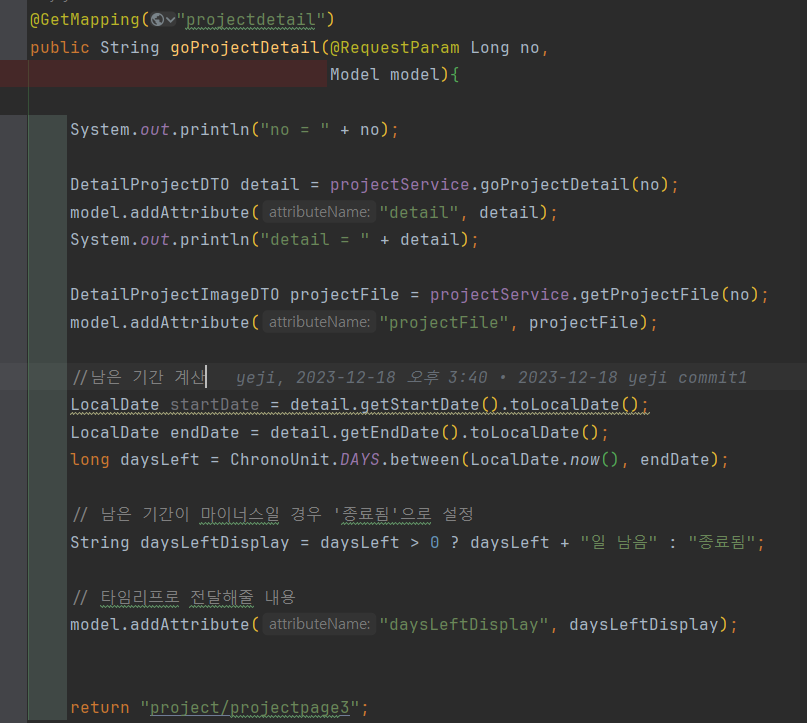 @GetMapping("projectdetail")
public String goProjectDetail(@RequestParam Long no,
Model model){
System.out.println("no = " + no);
DetailProjectDTO detail = projectService.goProjectDetail(no);
model.addAttribute( attributeName: "detail", detail);
System.out.println("detail = " + detail);
DetailProjectImageDTO projectFile = projectService.getProjectFile(no);
model.addAttribute( attributeName: "projectFile", projectFile);
//남은 기간 계산 yeji, 2023-12-18 오후 3:40 • 2023-12-18 yeji commit1
LocalDate startDate = detail.getStartDate().toLocalDate();
LocalDate endDate = detail.getEndDate().toLocalDate();
long daysLeft = ChronoUnit.DAYS.between(LocalDate.now(), endDate);
// 남은 기간이 마이너스일 경우 '종료됨'으로 설정
String daysLeftDisplay = daysLeft > 0 ? daysLeft + "일 남음" : "종료됨";
// 타임리프로 전달해줄 내용
model.addAttribute( attributeName: "daysLeftDisplay", daysLeftDisplay);
return "project/projectpage3";